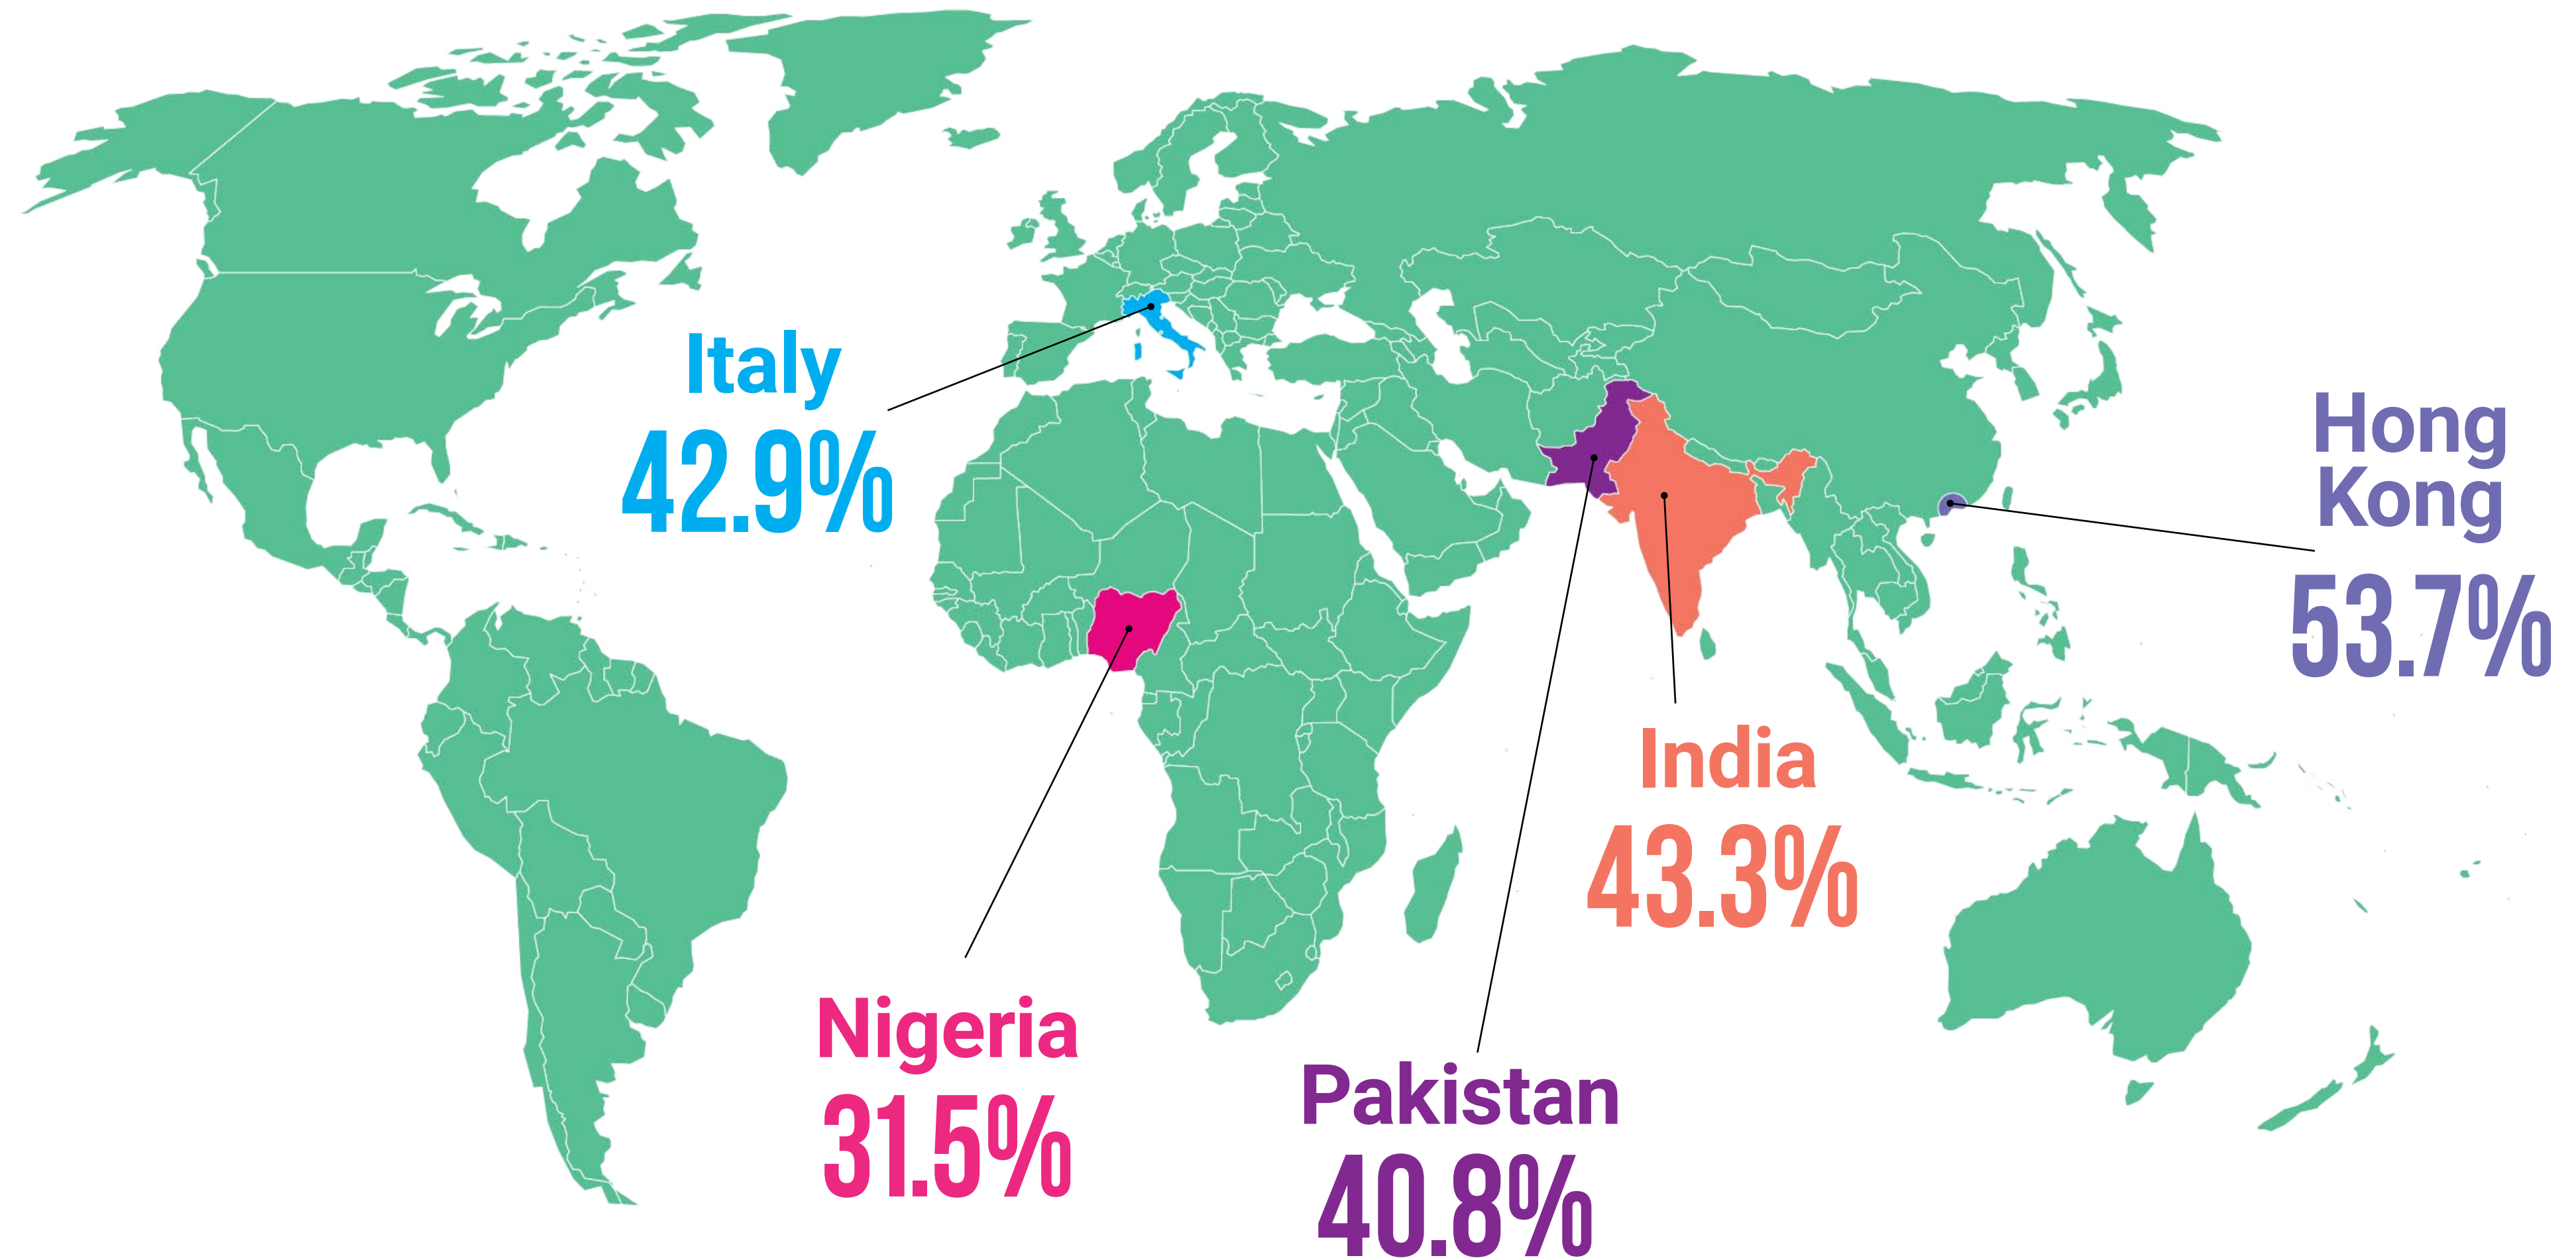 Italy
42.9%
Hong
Kong
53.7%
India
43.3%
Nigeria
31.5%
Pakistan
40.8%